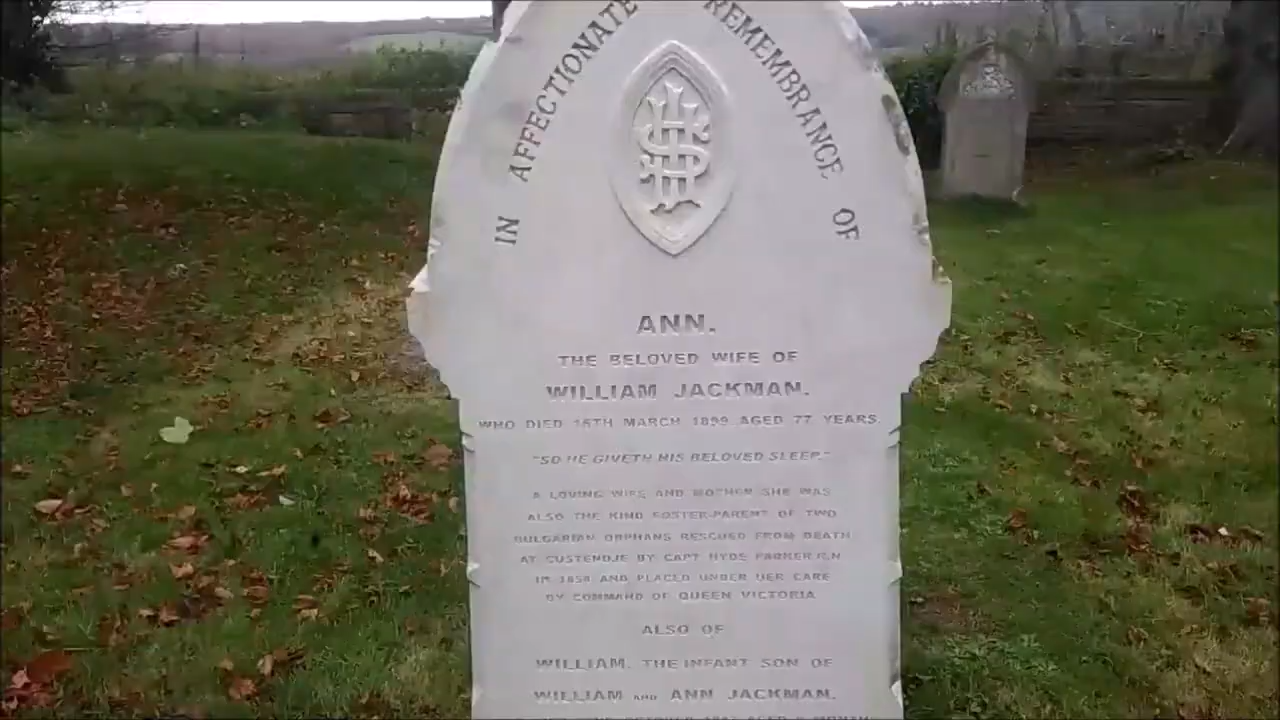 IN AFFECTIONATE REMEMBRANCE OF
IHS
ANN.
THE BELOVED WIFE OF
WILLIAM JACKMAN.
WHO DIED 16TH MARCH 1899. AGED 77 YEARS.
"SO HE GIVETH HIS BELOVED SLEEP."
A LOVING WIFE AND MOTHER SHE WAS
ALSO THE KIND FOSTER-PARENT OF TWO
BULGARIAN ORPHANS RESCUED FROM DEATH
AT CUSTENDJE BY CAPT HYDE PARKER R.N
IN 1854 AND PLACED UNDER HER CARE
BY COMMAND OF QUEEN VICTORIA
ALSO OF
WILLIAM. THE INFANT SON OF
WILLIAM AND ANN JACKMAN.